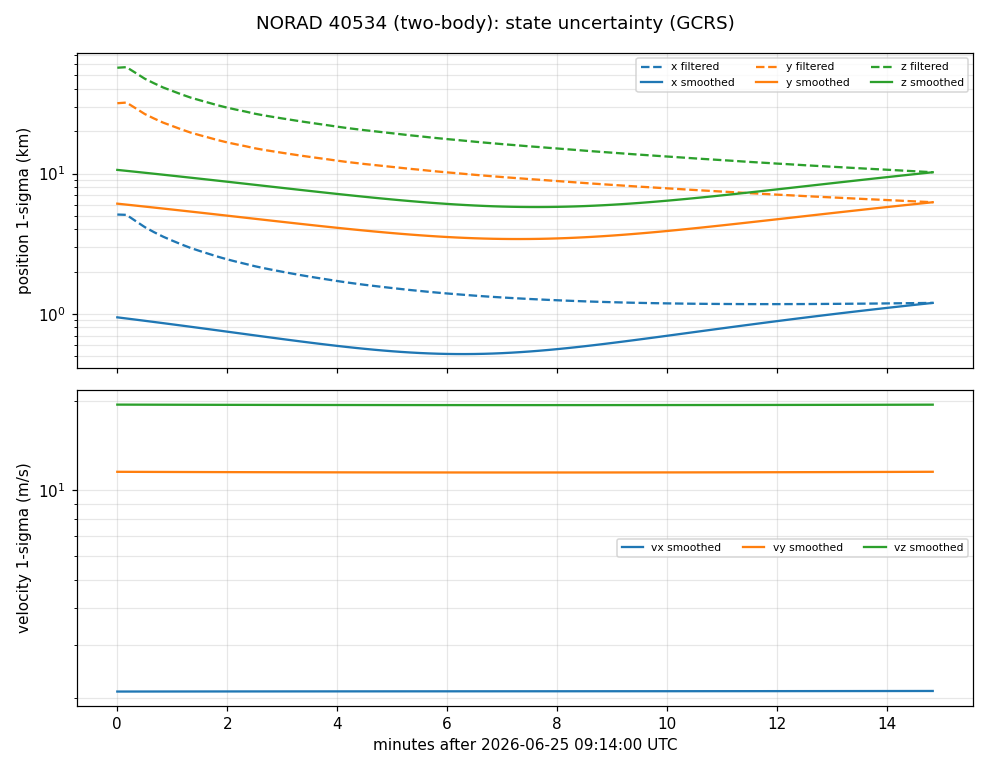 NORAD 40534 (two-body): state uncertainty (GCRS)
position 1-sigma (km)
10¹
10⁰
x filtered y filtered z filtered
x smoothed y smoothed z smoothed
velocity 1-sigma (m/s)
10¹
vx smoothed vy smoothed vz smoothed
0 2 4 6 8 10 12 14
minutes after 2026-06-25 09:14:00 UTC